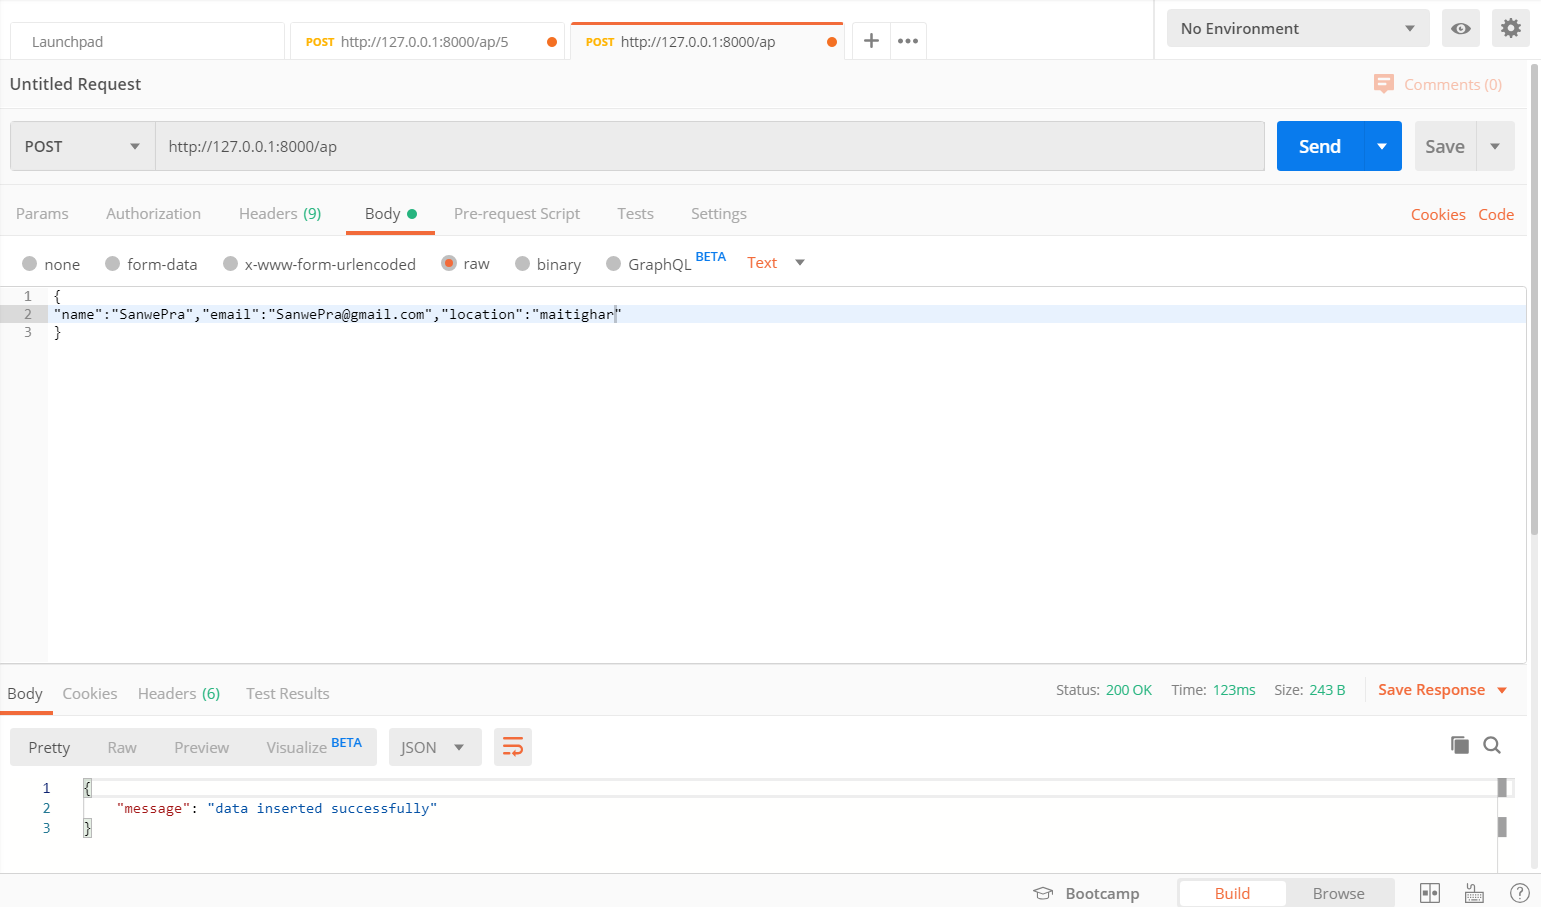 Launchpad
POST http://127.0.0.1:8000/ap/5
POST http://127.0.0.1:8000/ap
No Environment
Untitled Request
Comments (0)
POST
http://127.0.0.1:8000/ap
Send
Save
Params Authorization Headers (9) Body Pre-request Script Tests Settings
Cookies Code
none form-data x-www-form-urlencoded raw binary GraphQL BETA Text
1 {
2 "name":"SanwePra","email":"SanwePra@gmail.com","location":"maitighar"
3 }
Body Cookies Headers (6) Test Results
Status: 200 OK Time: 123ms Size: 243 B Save Response
Pretty Raw Preview Visualize BETA JSON
1 {
2 "message": "data inserted successfully"
3 }
Bootcamp Build Browse ?